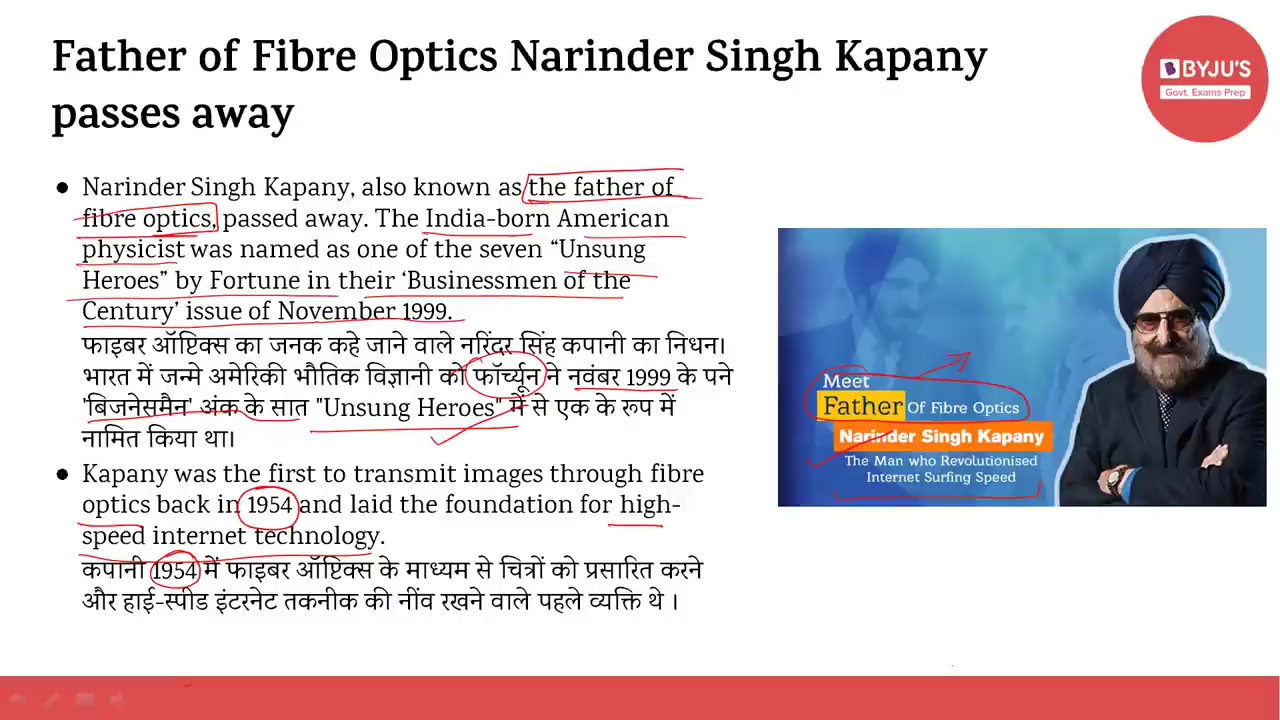 Father of Fibre Optics Narinder Singh Kapany
passes away
BYJU'S
Govt. Exams Prep
● Narinder Singh Kapany, also known as the father of
fibre optics, passed away. The India-born American
physicist was named as one of the seven “Unsung
Heroes” by Fortune in their ‘Businessmen of the
Century’ issue of November 1999.
फाइबर ऑप्टिक्स का जनक कहे जाने वाले नरिंदर सिंह कपानी का निधन।
भारत में जन्मे अमेरिकी भौतिक विज्ञानी को फॉर्च्यून ने नवंबर 1999 के पने
'बिजनेसमैन' अंक के सात "Unsung Heroes" में से एक के रूप में
नामित किया था।
● Kapany was the first to transmit images through fibre
optics back in 1954 and laid the foundation for high-
speed internet technology.
कपानी 1954 में फाइबर ऑप्टिक्स के माध्यम से चित्रों को प्रसारित करने
और हाई-स्पीड इंटरनेट तकनीक की नींव रखने वाले पहले व्यक्ति थे ।
Meet
Father Of Fibre Optics
Narinder Singh Kapany
The Man who Revolutionised
Internet Surfing Speed